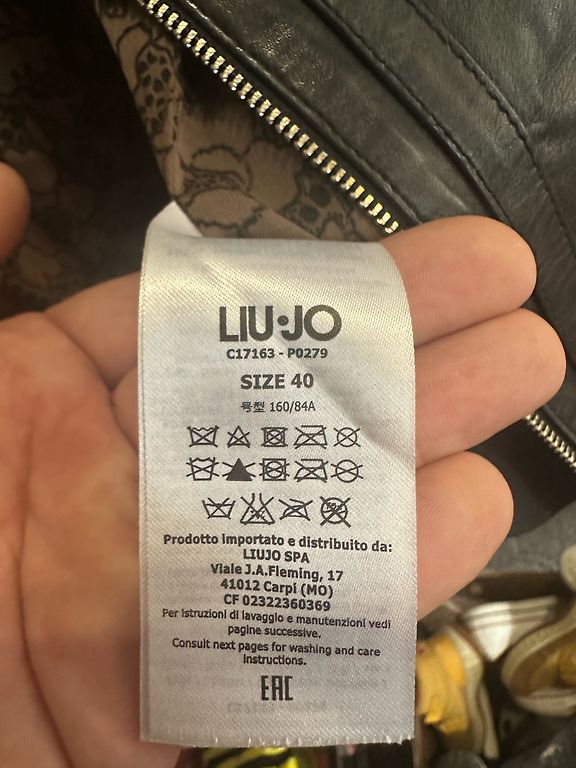 LIU•JO
C17163 - P0279
SIZE 40
号型 160/84A
Prodotto importato e distribuito da:
LIUJO SPA
Viale J.A.Fleming, 17
41012 Carpi (MO)
CF 02322360369
Per istruzioni di lavaggio e manutenzioni vedi
pagine successive.
Consult next pages for washing and care
instructions.
EAC